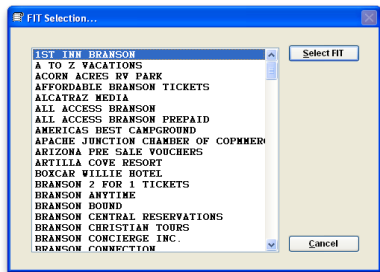 FIT Selection...
1ST INN BRANSON
A TO Z VACATIONS
ACORN ACRES RV PARK
AFFORDABLE BRANSON TICKETS
ALCATRAZ MEDIA
ALL ACCESS BRANSON
ALL ACCESS BRANSON PREPAID
AMERICAS BEST CAMPGROUND
APACHE JUNCTION CHAMBER OF COPMMERC
ARIZONA PRE SALE VOUCHERS
ARTILLA COVE RESORT
BOXCAR WILLIE HOTEL
BRANSON 2 FOR 1 TICKETS
BRANSON ANYTIME
BRANSON BOUND
BRANSON CENTRAL RESERVATIONS
BRANSON CHRISTIAN TOURS
BRANSON CONCIERGE INC.
BRANSON CONNECTION
Select FIT
Cancel